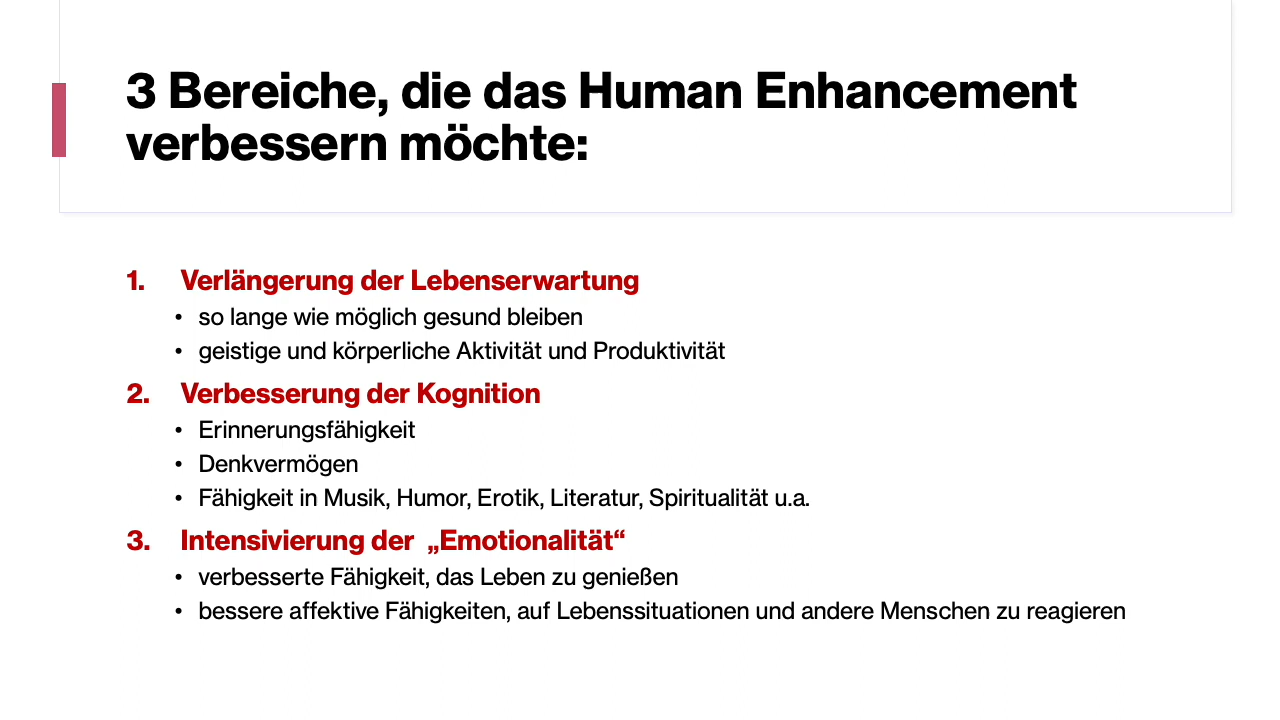 3 Bereiche, die das Human Enhancement
verbessern möchte:
1. Verlängerung der Lebenserwartung
• so lange wie möglich gesund bleiben
• geistige und körperliche Aktivität und Produktivität
2. Verbesserung der Kognition
• Erinnerungsfähigkeit
• Denkvermögen
• Fähigkeit in Musik, Humor, Erotik, Literatur, Spiritualität u.a.
3. Intensivierung der „Emotionalität“
• verbesserte Fähigkeit, das Leben zu genießen
• bessere affektive Fähigkeiten, auf Lebenssituationen und andere Menschen zu reagieren